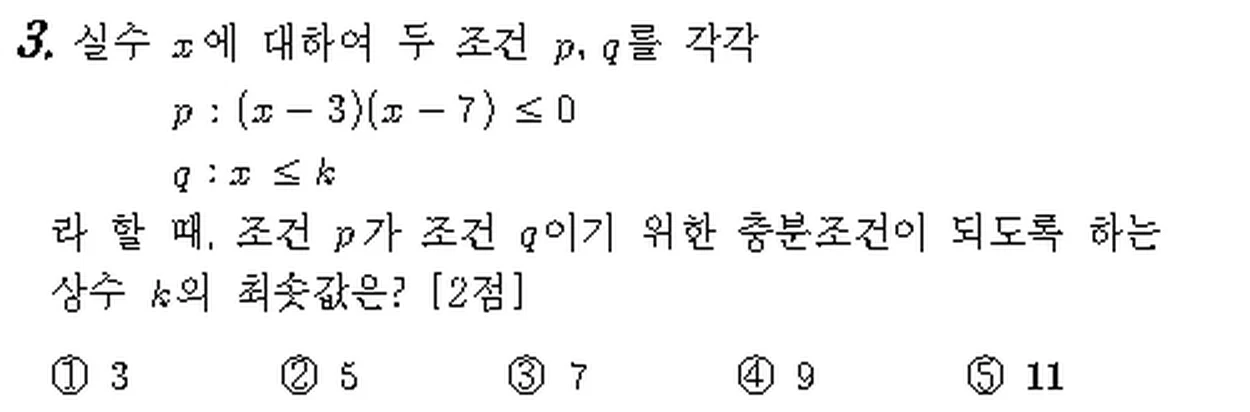 3. 실수 x에 대하여 두 조건 p, q를 각각
p : (x − 3)(x − 7) ≤ 0
q : x ≤ k
라 할 때, 조건 p가 조건 q이기 위한 충분조건이 되도록 하는
상수 k의 최솟값은? [2점]
① 3 ② 5 ③ 7 ④ 9 ⑤ 11